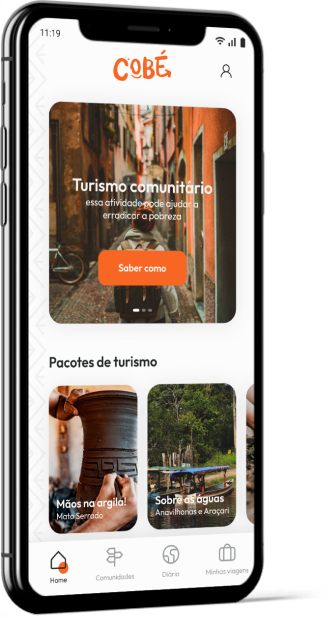 11:19
COBÉ
Turismo comunitário
essa atividade pode ajudar a
erradicar a pobreza
Saber como
Pacotes de turismo
Mãos na argila!
Mata Serrado
Sobre as águas
Anavilhanas e Araçari
Home
Comunidades
Diário
Minhas viagens